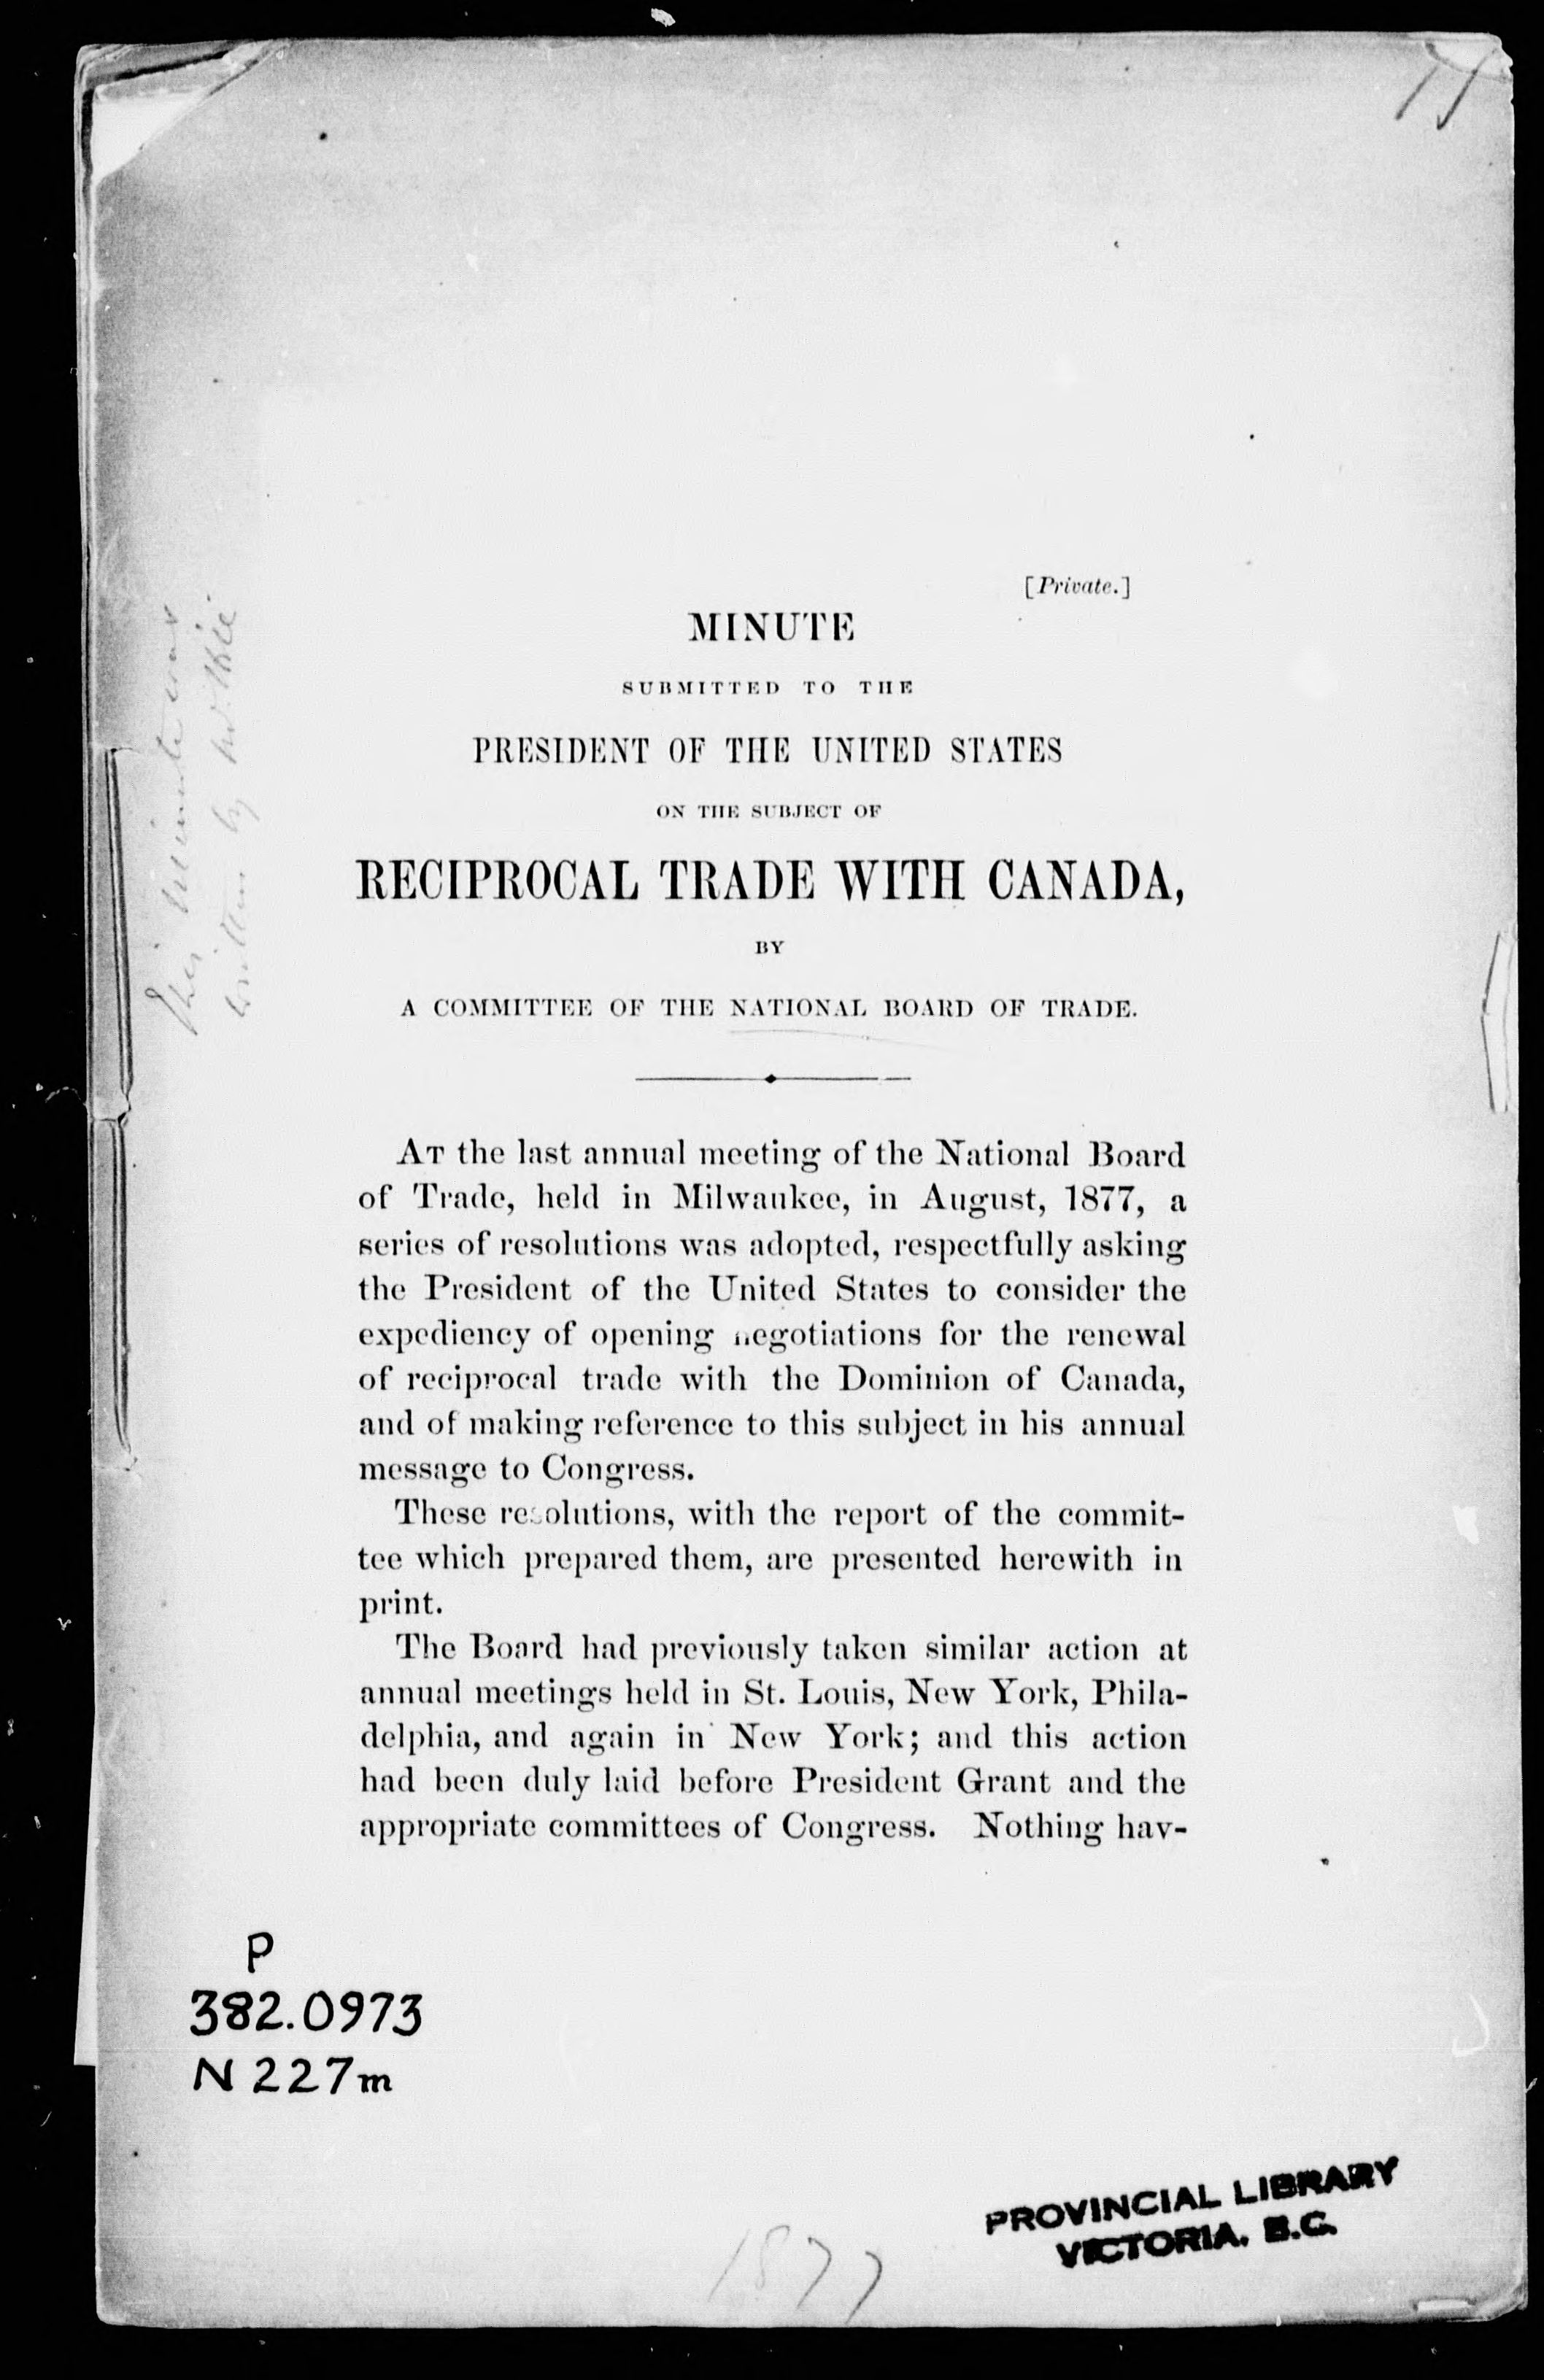 [Private.]
MINUTE
SUBMITTED TO THE
PRESIDENT OF THE UNITED STATES
ON THE SUBJECT OF
RECIPROCAL TRADE WITH CANADA,
BY
A COMMITTEE OF THE NATIONAL BOARD OF TRADE.
AT the last annual meeting of the National Board
of Trade, held in Milwaukee, in August, 1877, a
series of resolutions was adopted, respectfully asking
the President of the United States to consider the
expediency of opening negotiations for the renewal
of reciprocal trade with the Dominion of Canada,
and of making reference to this subject in his annual
message to Congress.
These resolutions, with the report of the commit-
tee which prepared them, are presented herewith in
print.
The Board had previously taken similar action at
annual meetings held in St. Louis, New York, Phila-
delphia, and again in New York; and this action
had been duly laid before President Grant and the
appropriate committees of Congress. Nothing hav-
This minute was
written by
P
382.0973
N227m
PROVINCIAL LIBRARY
VICTORIA, B.C.
1877